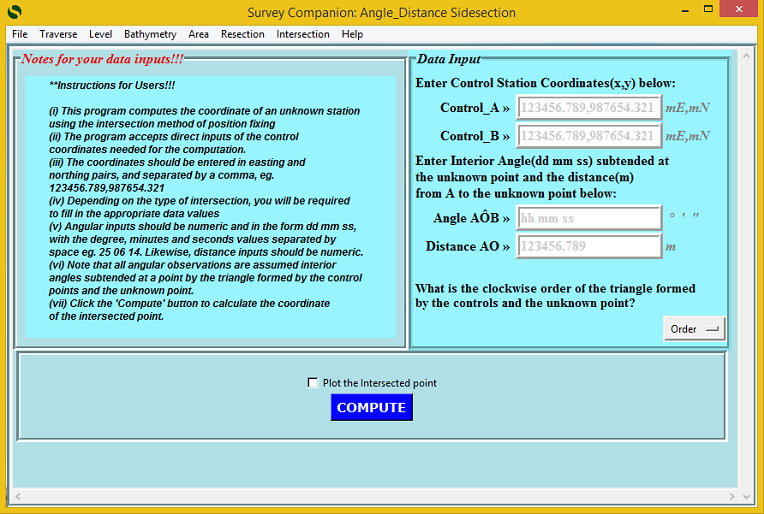 Survey Companion: Angle_Distance Sidesection
File Traverse Level Bathymetry Area Resection Intersection Help
Notes for your data inputs!!!
**Instructions for Users!!!
(i) This program computes the coordinate of an unknown station
using the intersection method of position fixing
(ii) The program accepts direct inputs of the control
coordinates needed for the computation.
(iii) The coordinates should be entered in easting and
northing pairs, and separated by a comma, eg.
123456.789,987654.321
(iv) Depending on the type of intersection, you will be required
to fill in the appropriate data values
(v) Angular inputs should be numeric and in the form dd mm ss,
with the degree, minutes and seconds values separated by
space eg. 25 06 14. Likewise, distance inputs should be numeric.
(vi) Note that all angular observations are assumed interior
angles subtended at a point by the triangle formed by the control
points and the unknown point.
(vii) Click the 'Compute' button to calculate the coordinate
of the intersected point.
Data Input
Enter Control Station Coordinates(x,y) below:
Control_A » 123456.789,987654.321 mE,mN
Control_B » 123456.789,987654.321 mE,mN
Enter Interior Angle(dd mm ss) subtended at
the unknown point and the distance(m)
from A to the unknown point below:
Angle AÔB » hh mm ss ° ' "
Distance AO » 123456.789 m
What is the clockwise order of the triangle formed
by the controls and the unknown point?
Order
Plot the Intersected point
COMPUTE